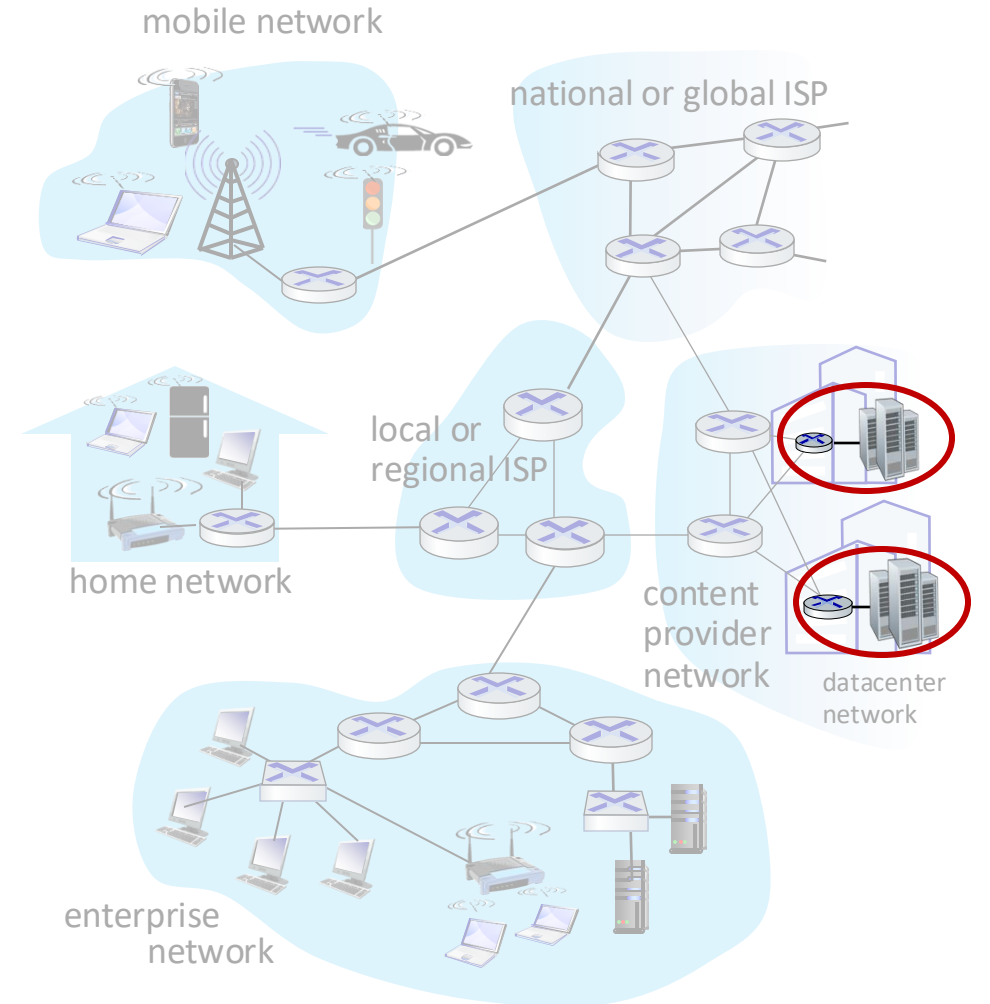 mobile network
national or global ISP
local or
regional ISP
home network
content
provider
network
datacenter
network
enterprise
network